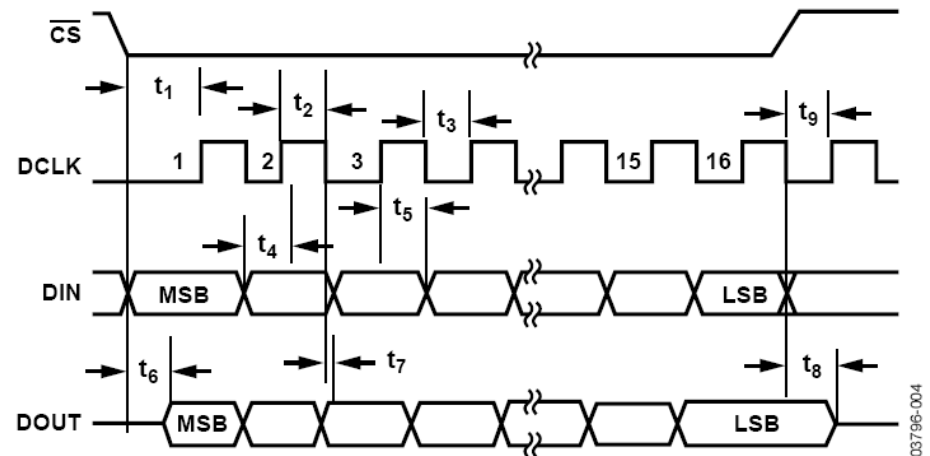 CS
t1
t2
t3
t9
DCLK
1
2
3
15
16
t4
t5
DIN
MSB
LSB
t6
t7
t8
DOUT
MSB
LSB
03796-004